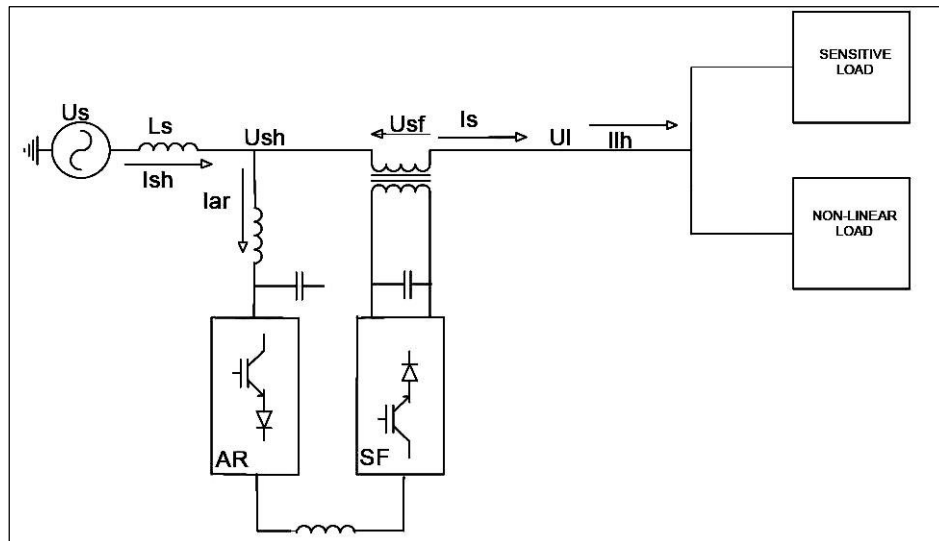 SENSITIVE
LOAD
Us
Ls
Ush
Usf
Is
Ul
Ilh
Ish
Iar
NON-LINEAR
LOAD
AR
SF